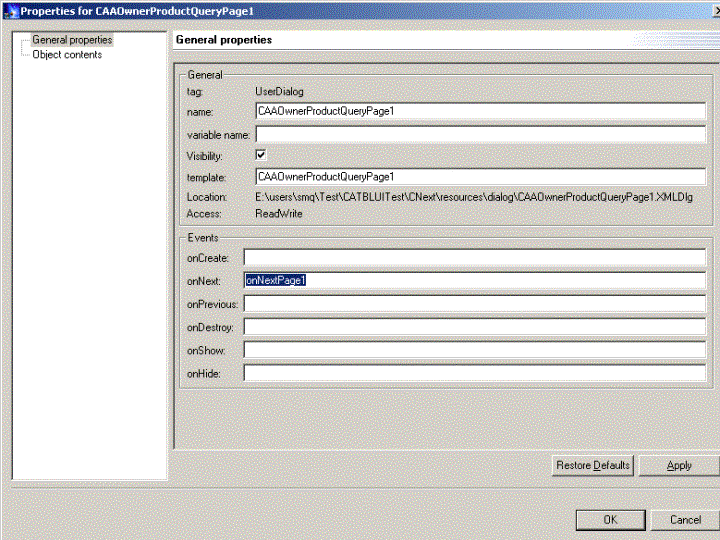 Properties for CAAOwnerProductQueryPage1
General properties
Object contents
General properties
General
tag: UserDialog
name: CAAOwnerProductQueryPage1
variable name:
Visibility:
template: CAAOwnerProductQueryPage1
Location: E:\users\smq\Test\CATBLUITest\CNext\resources\dialog\CAAOwnerProductQueryPage1.XMLDlg
Access: ReadWrite
Events
onCreate:
onNext: onNextPage1
onPrevious:
onDestroy:
onShow:
onHide:
Restore Defaults Apply
OK Cancel